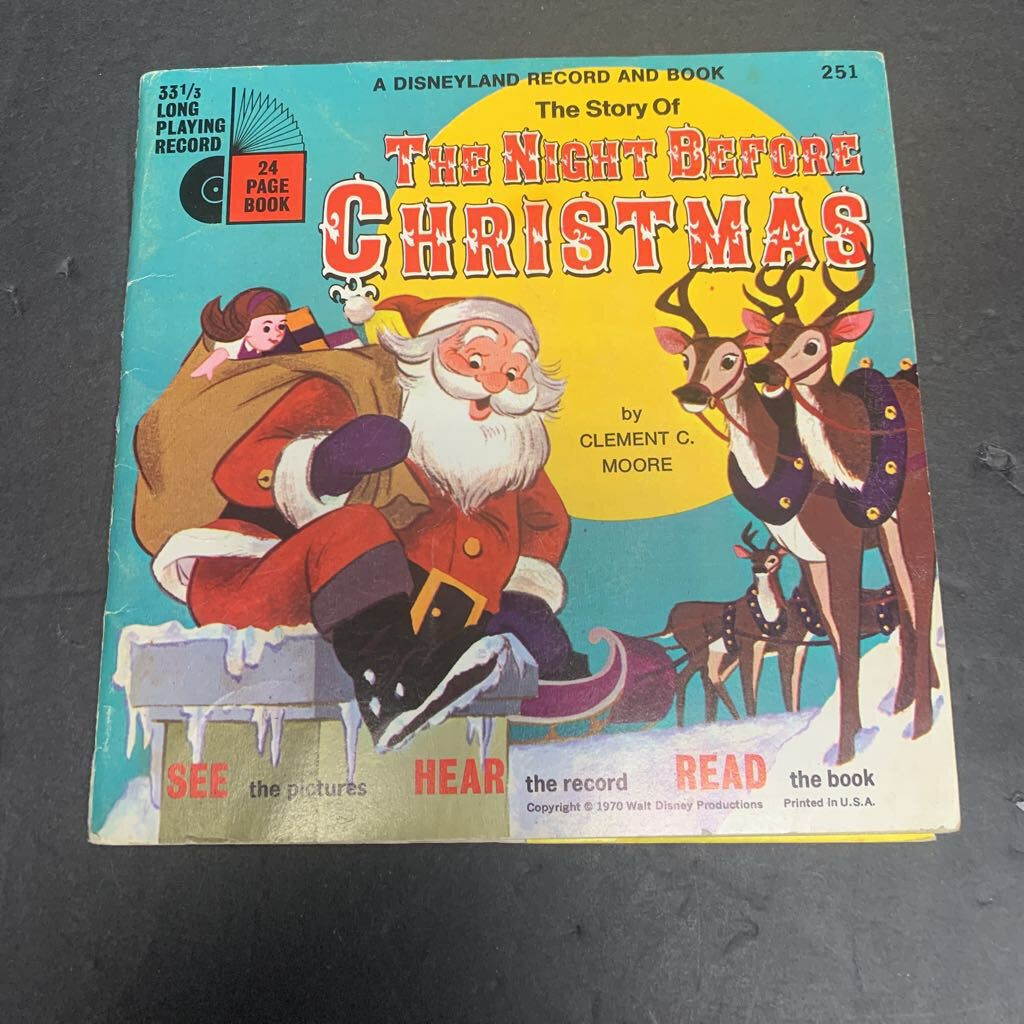 33 1/3
LONG
PLAYING
RECORD
24
PAGE
BOOK
A DISNEYLAND RECORD AND BOOK
251
The Story Of
THE NIGHT BEFORE
CHRISTMAS
by
CLEMENT C.
MOORE
SEE the pictures HEAR the record READ the book
Copyright © 1970 Walt Disney Productions Printed in U.S.A.